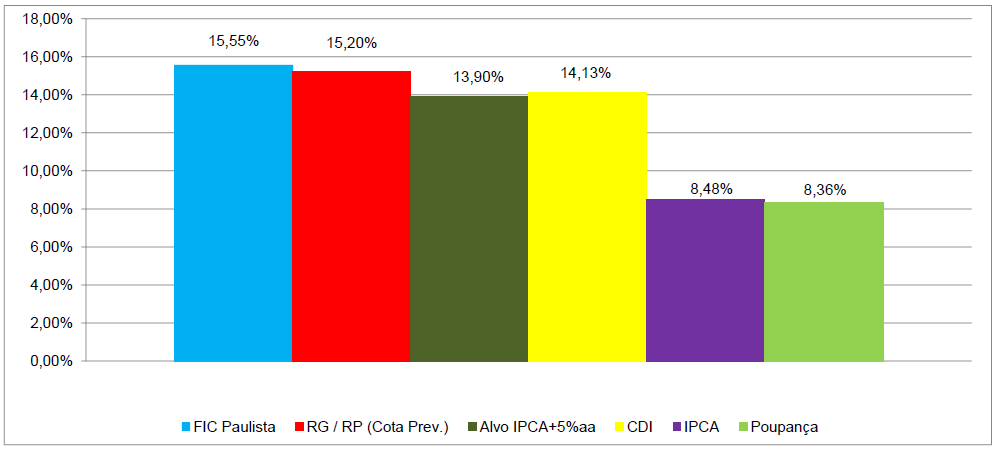 18,00%
16,00%
14,00%
12,00%
10,00%
8,00%
6,00%
4,00%
2,00%
0,00%
15,55%
15,20%
13,90%
14,13%
8,48%
8,36%
FIC Paulista
RG / RP (Cota Prev.)
Alvo IPCA+5%aa
CDI
IPCA
Poupança